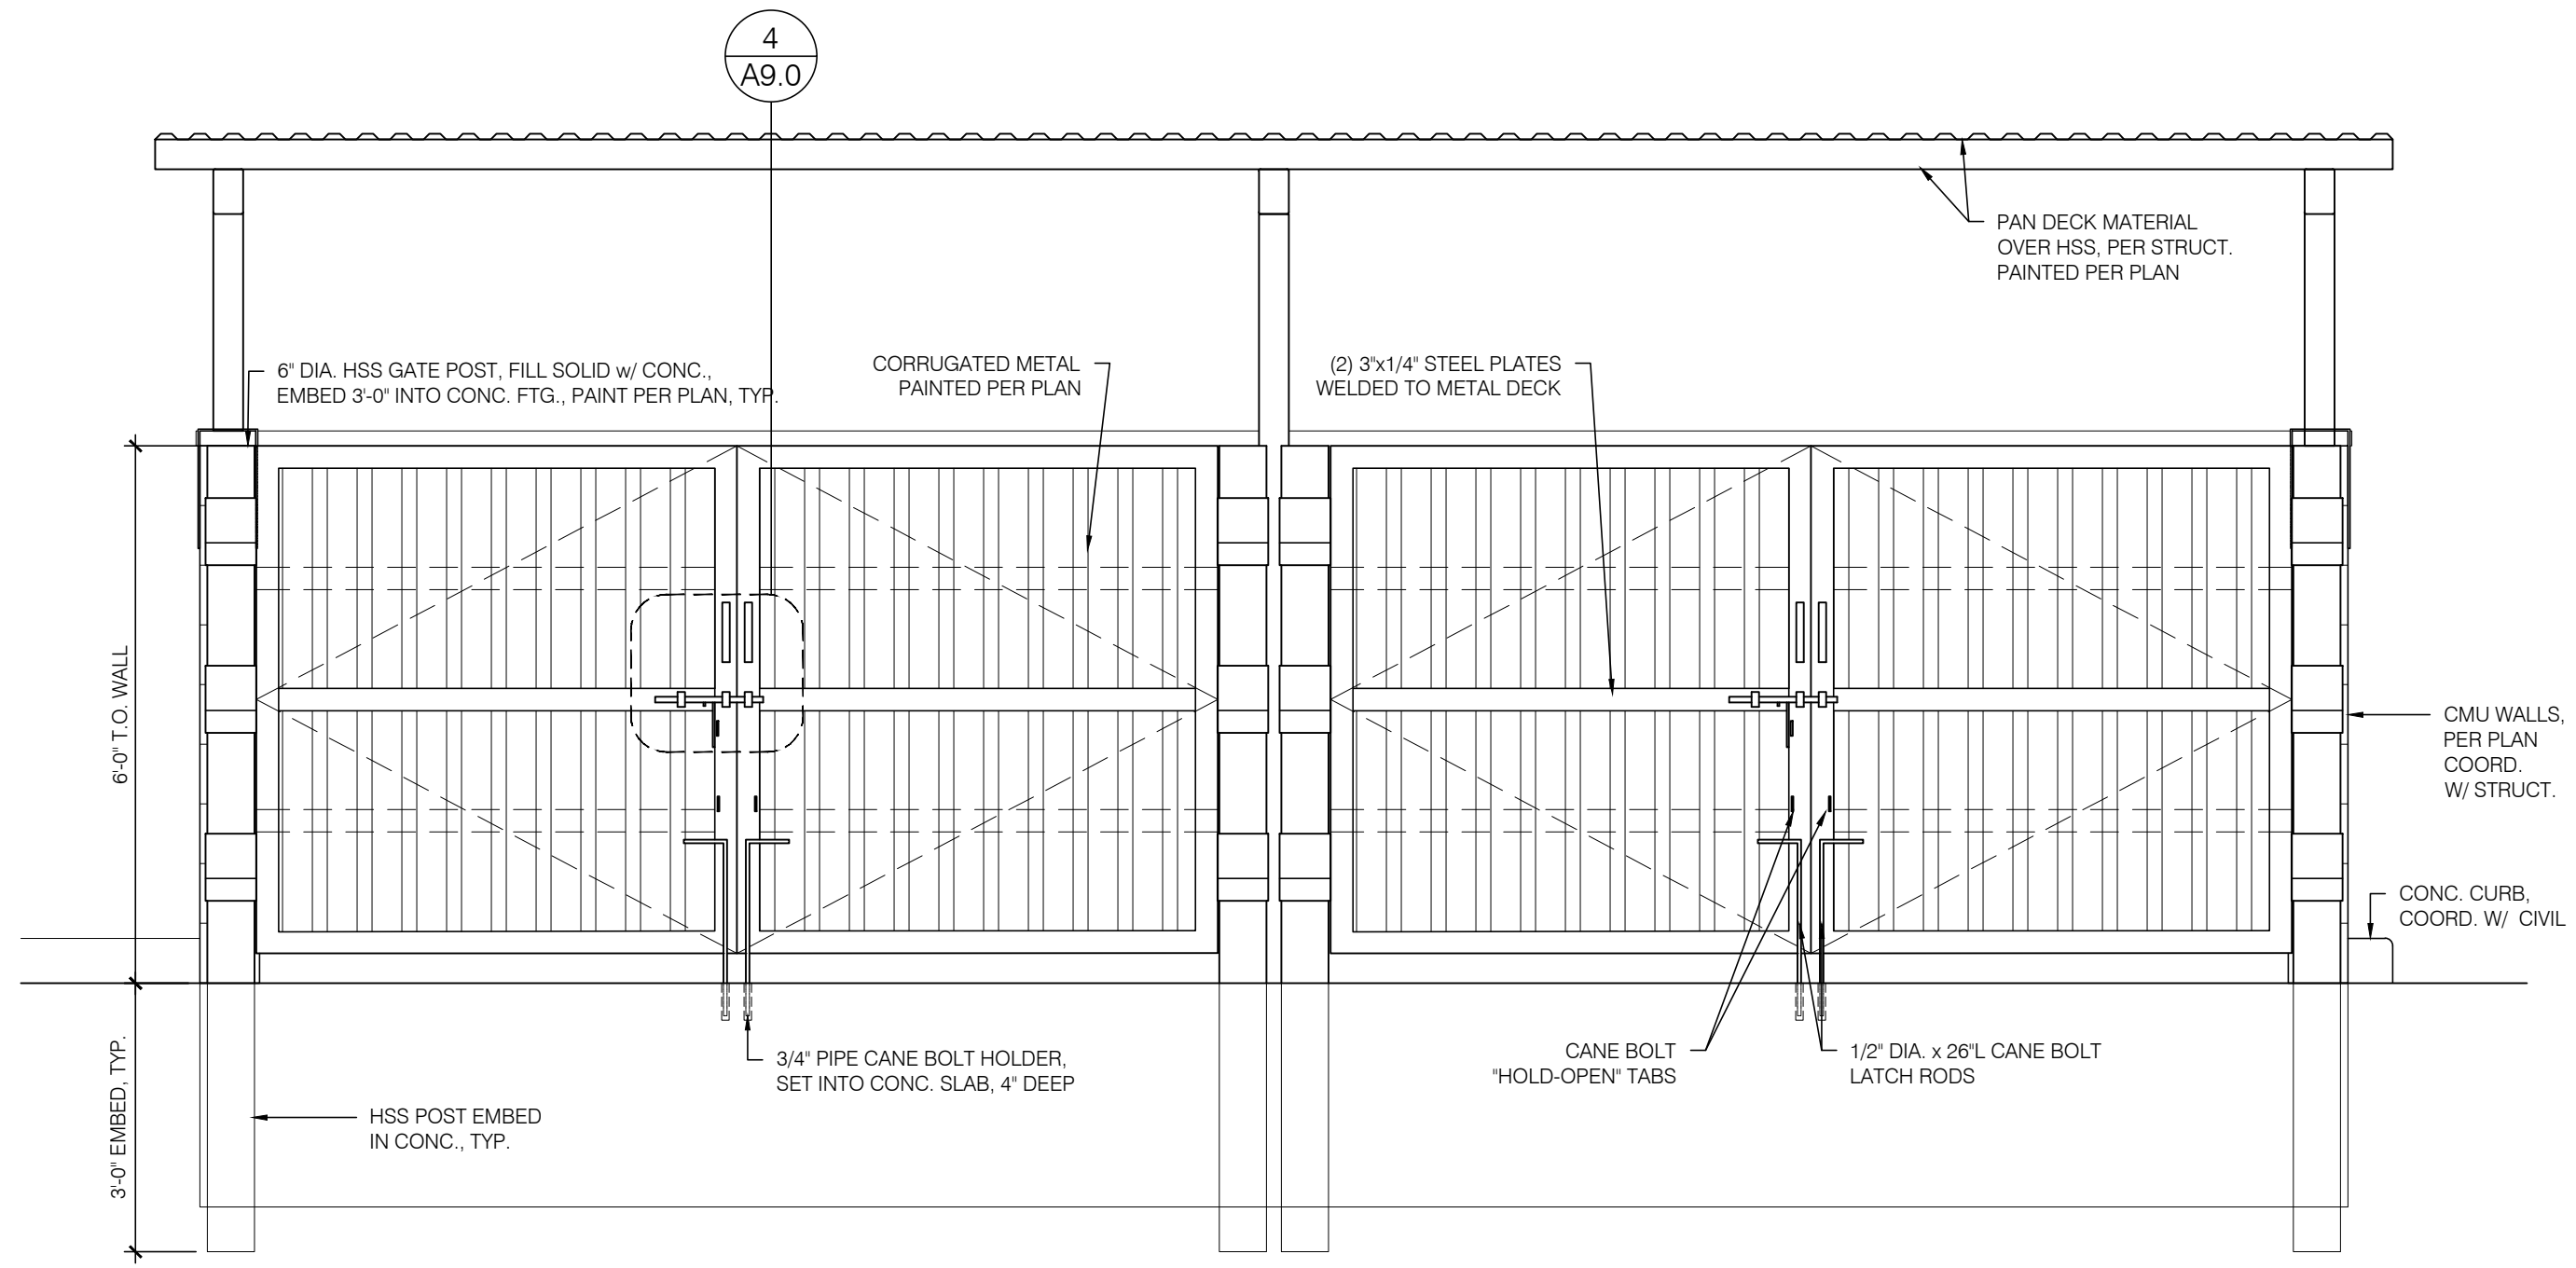 4
A9.0
PAN DECK MATERIAL
OVER HSS, PER STRUCT.
PAINTED PER PLAN
6" DIA. HSS GATE POST, FILL SOLID w/ CONC.,
EMBED 3'-0" INTO CONC. FTG., PAINT PER PLAN, TYP.
CORRUGATED METAL
PAINTED PER PLAN
(2) 3"x1/4" STEEL PLATES
WELDED TO METAL DECK
6'-0" T.O. WALL
CMU WALLS,
PER PLAN
COORD.
W/ STRUCT.
CONC. CURB,
COORD. W/ CIVIL
3'-0" EMBED, TYP.
3/4" PIPE CANE BOLT HOLDER,
SET INTO CONC. SLAB, 4" DEEP
CANE BOLT
"HOLD-OPEN" TABS
1/2" DIA. x 26"L CANE BOLT
LATCH RODS
HSS POST EMBED
IN CONC., TYP.